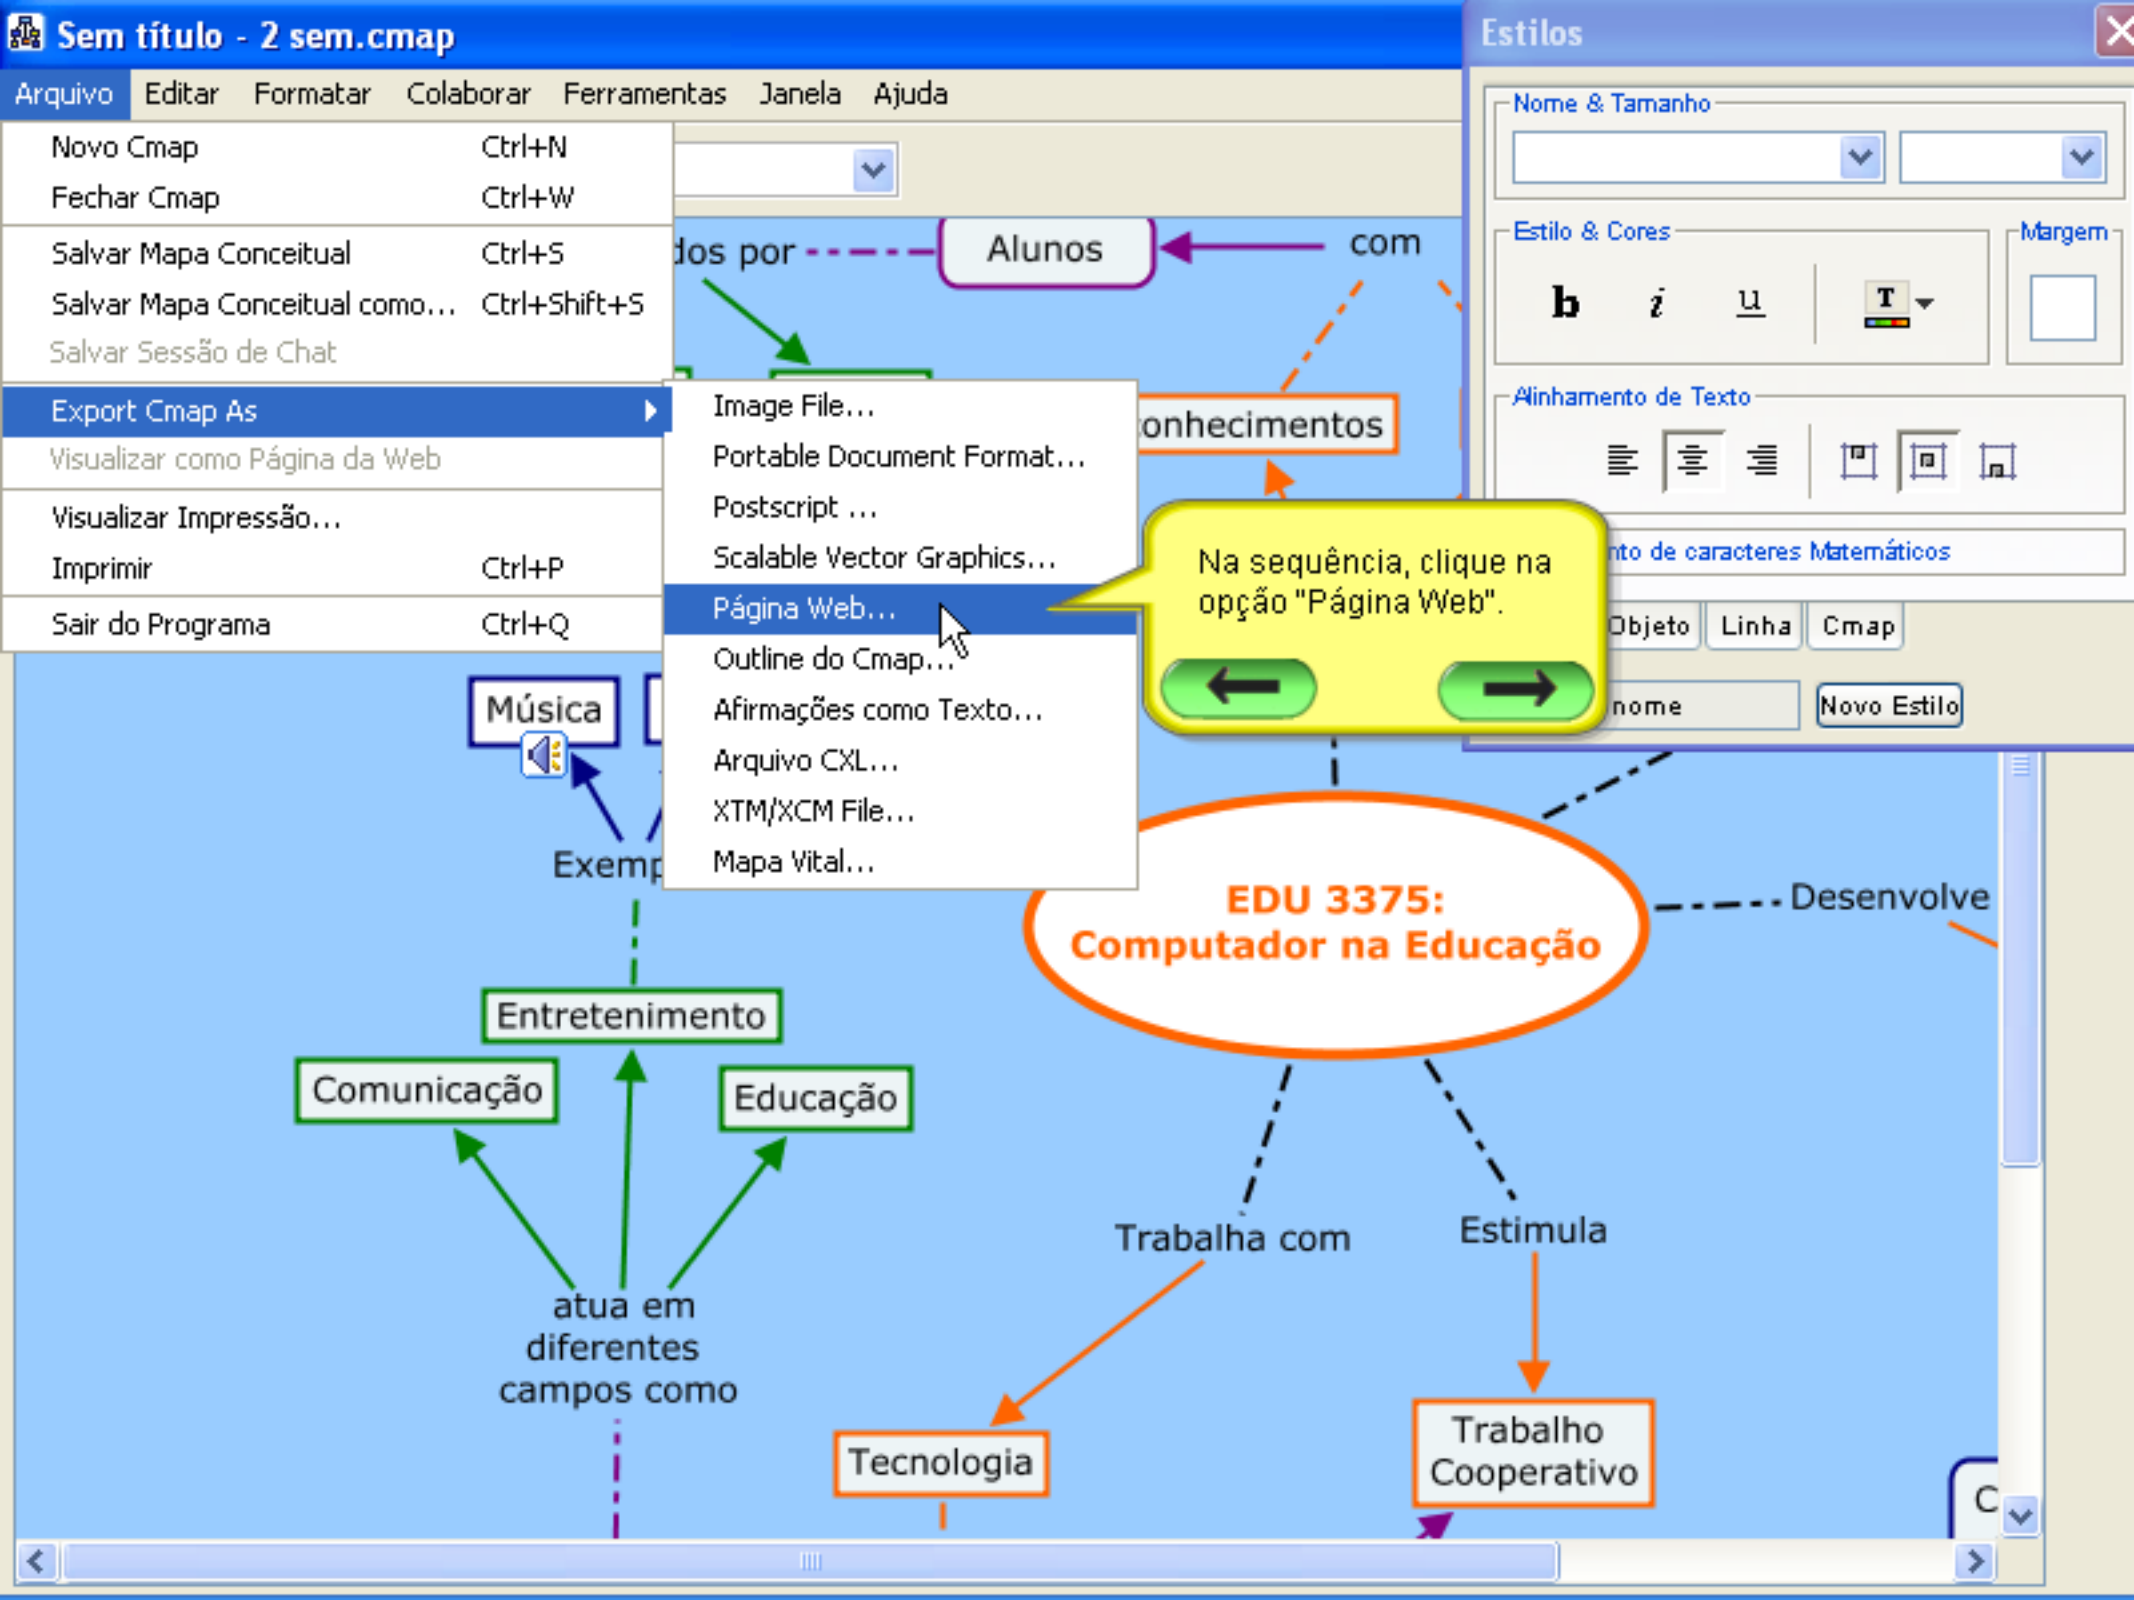 Sem título - 2 sem.cmap
Arquivo Editar Formatar Colaborar Ferramentas Janela Ajuda
Novo Cmap Ctrl+N
Fechar Cmap Ctrl+W
Salvar Mapa Conceitual Ctrl+S
Salvar Mapa Conceitual como... Ctrl+Shift+S
Salvar Sessão de Chat
Export Cmap As
Visualizar como Página da Web
Visualizar Impressão...
Imprimir Ctrl+P
Sair do Programa Ctrl+Q
Image File...
Portable Document Format...
Postscript ...
Scalable Vector Graphics...
Página Web...
Outline do Cmap...
Afirmações como Texto...
Arquivo CXL...
XTM/XCM File...
Mapa Vital...
Na sequência, clique na
opção "Página Web".
Estilos
Nome & Tamanho
Estilo & Cores
Margem
b i u T
Alinhamento de Texto
nto de caracteres Matemáticos
Objeto Linha Cmap
nome
Novo Estilo
dos por
Alunos
com
onhecimentos
Música
Exemp
EDU 3375:
Computador na Educação
Desenvolve
Entretenimento
Comunicação
Educação
atua em
diferentes
campos como
Trabalha com
Estimula
Tecnologia
Trabalho
Cooperativo
C